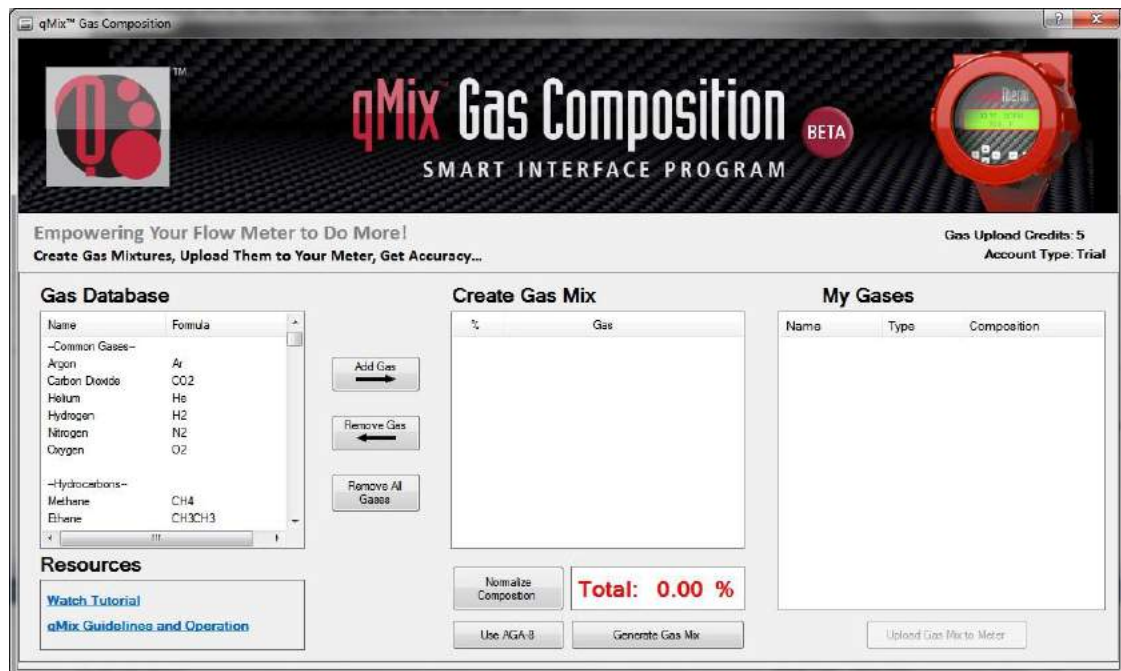 qMix™ Gas Composition
TM
qMix Gas Composition BETA
SMART INTERFACE PROGRAM
Empowering Your Flow Meter to Do More!
Create Gas Mixtures, Upload Them to Your Meter, Get Accuracy...
Gas Upload Credits: 5
Account Type: Trial
Gas Database
Name Formula
--Common Gases--
Argon Ar
Carbon Dioxide CO2
Helium He
Hydrogen H2
Nitrogen N2
Oxygen O2
--Hydrocarbons--
Methane CH4
Ethane CH3CH3
Add Gas
Remove Gas
Remove All
Gases
Resources
Watch Tutorial
qMix Guidelines and Operation
Create Gas Mix
% Gas
Normalize
Composition
Total: 0.00 %
Use AGA-8
Generate Gas Mix
My Gases
Name Type Composition
Upload Gas Mix to Meter